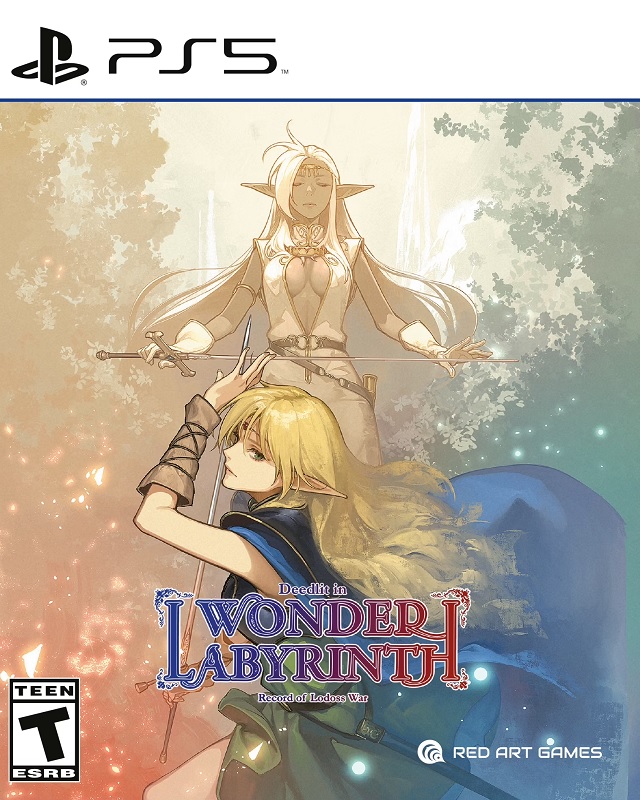 PS5
Deedlit in
WONDER
LABYRINTH
Record of Lodoss War
TEEN
T
ESRB
RED ART GAMES